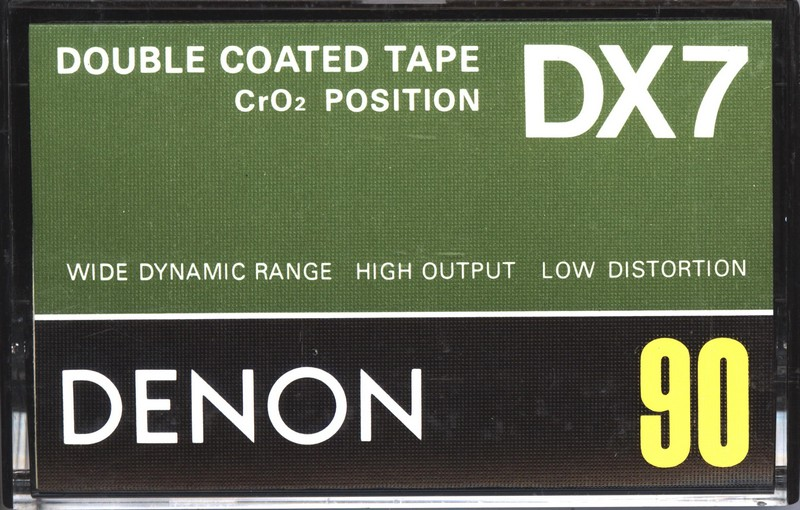 DOUBLE COATED TAPE
CrO₂ POSITION
DX7
WIDE DYNAMIC RANGE HIGH OUTPUT LOW DISTORTION
DENON
90